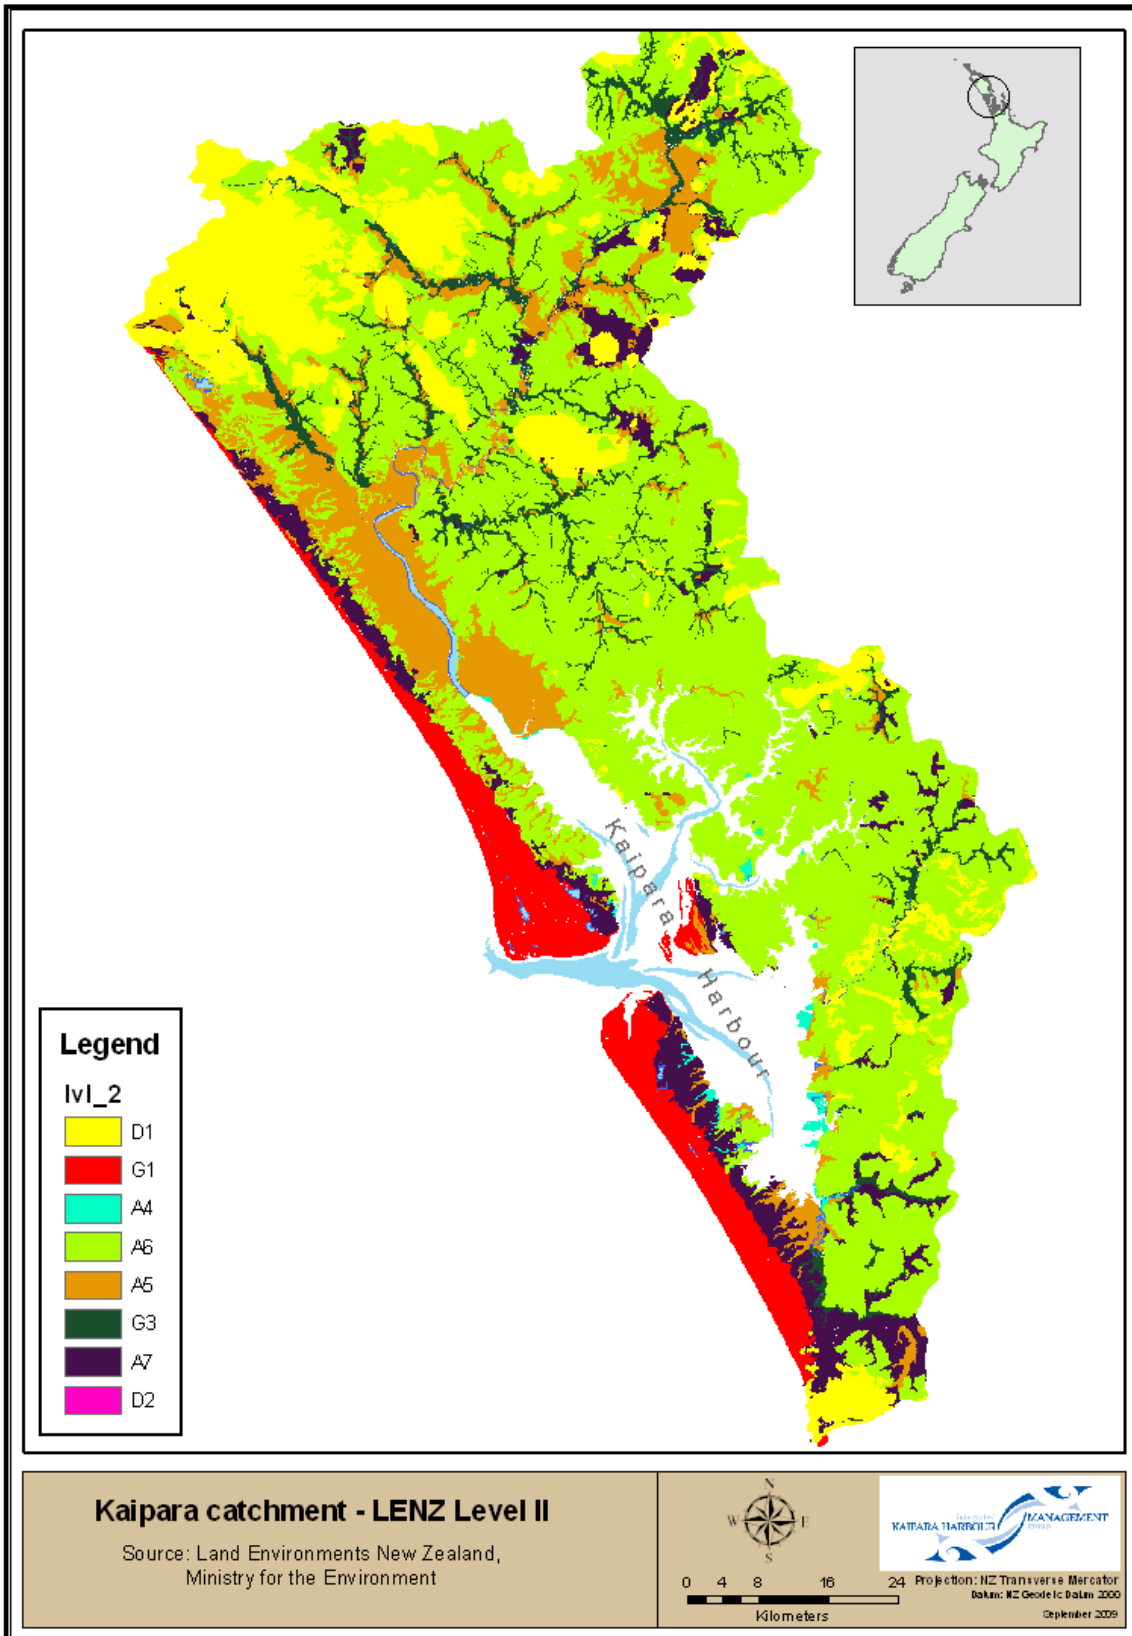 Kaipara
Harbour
Legend
lvl_2
D1
G1
A4
A6
A5
G3
A7
D2
Kaipara catchment - LENZ Level II
Source: Land Environments New Zealand,
Ministry for the Environment
N
W E
S
0 4 8 16 24
Kilometers
integrated
KAIPARA HARBOUR
MANAGEMENT
GROUP
Projection: NZ Transverse Mercator
Datum: NZ Geodetic Datum 2000
September 2009